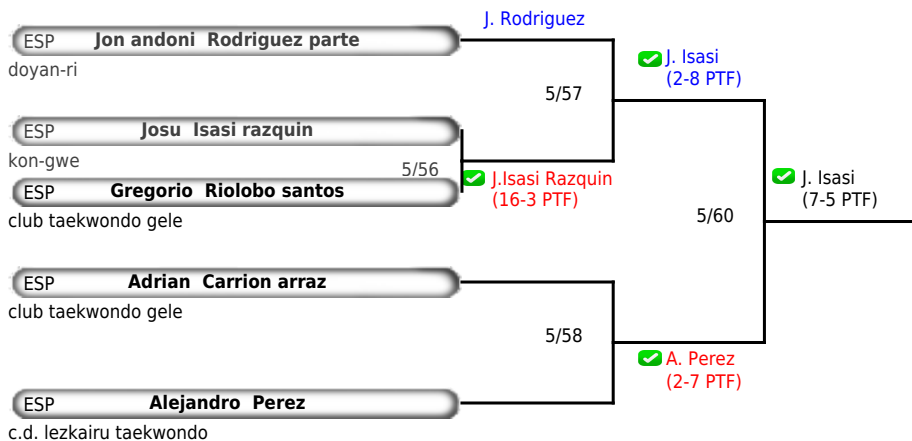 J. Rodriguez
ESP Jon andoni Rodriguez parte
doyan-ri
J. Isasi
(2-8 PTF)
5/57
ESP Josu Isasi razquin
kon-gwe
5/56
J.Isasi Razquin
(16-3 PTF)
J. Isasi
(7-5 PTF)
ESP Gregorio Riolobo santos
club taekwondo gele
5/60
ESP Adrian Carrion arraz
club taekwondo gele
5/58
A. Perez
(2-7 PTF)
ESP Alejandro Perez
c.d. lezkairu taekwondo